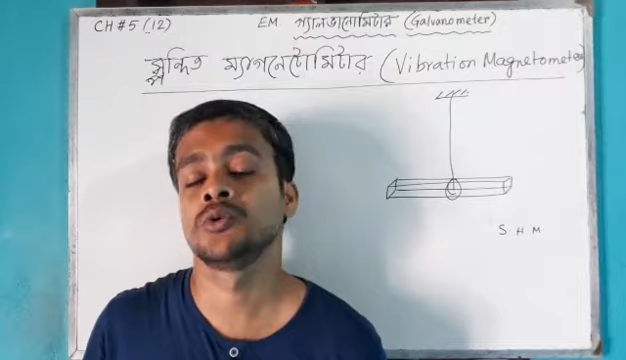 CH # 5 (12) EM গ্যালভানোমিটার (Galvanometer)
স্পন্দিত ম্যাগনেটোমিটার (Vibration Magnetometer)
S H M